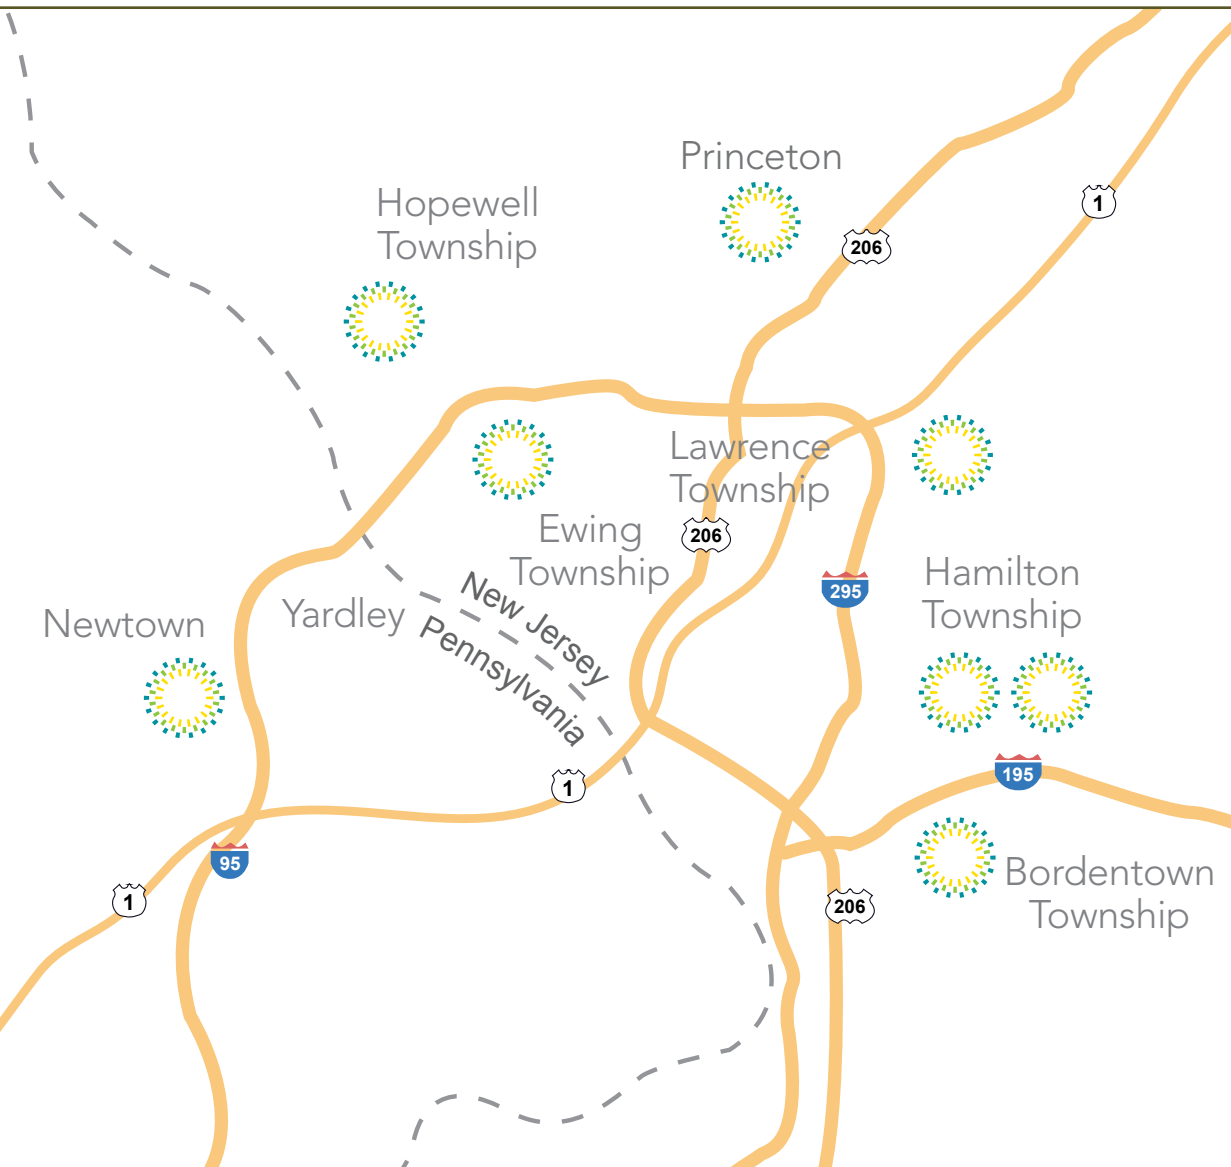 Princeton
Hopewell
Township
1
206
Lawrence
Township
Ewing
Township
206
Hamilton
Township
295
Newtown
Yardley
New Jersey
Pennsylvania
195
1
95
1
Bordentown
Township
206